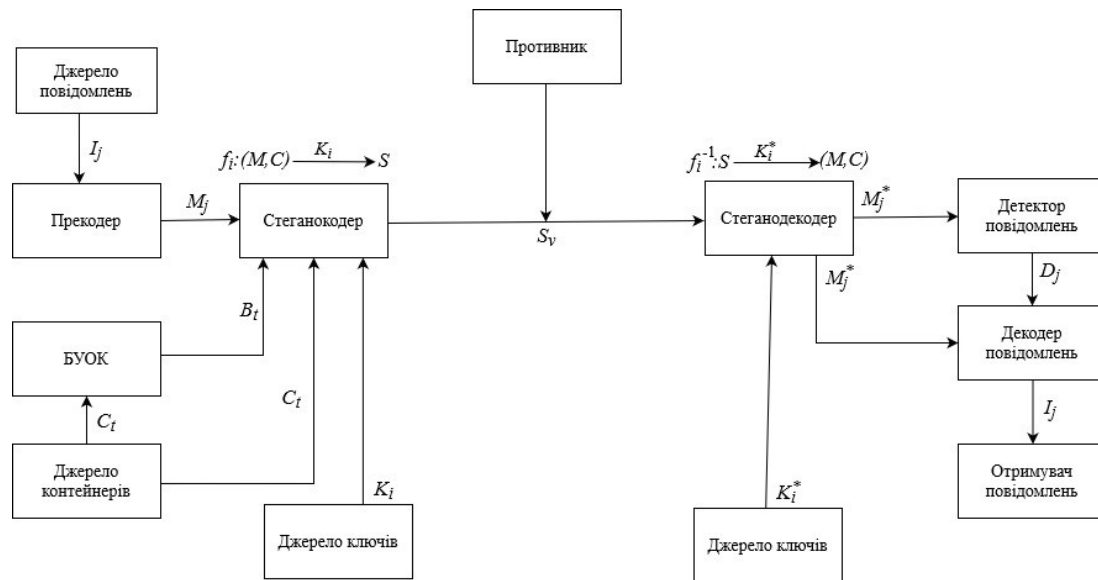 Противник
Джерело
повідомлень
I_j
f_i:(M,C) K_i S
f_i^-1:S K_i^* (M,C)
Прекодер
M_j
Стеганокодер
S_v
Стеганодекодер
M_j^*
Детектор
повідомлень
M_j^*
D_j
B_t
БУОК
C_t
Декодер
повідомлень
C_t
I_j
Джерело
контейнерів
K_i
K_i^*
Отримувач
повідомлень
Джерело ключів
Джерело ключів